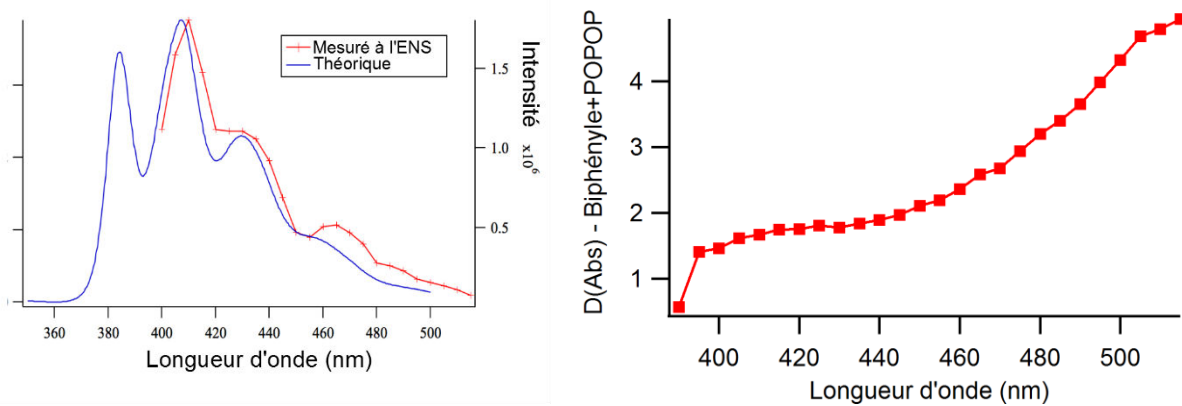 Mesuré à l'ENS
Théorique
1.5
1.0
0.5
Intensité
x10⁶
360 380 400 420 440 460 480 500
Longueur d'onde (nm)
D(Abs) - Biphényle+POPOP
4
3
2
1
400 420 440 460 480 500
Longueur d'onde (nm)